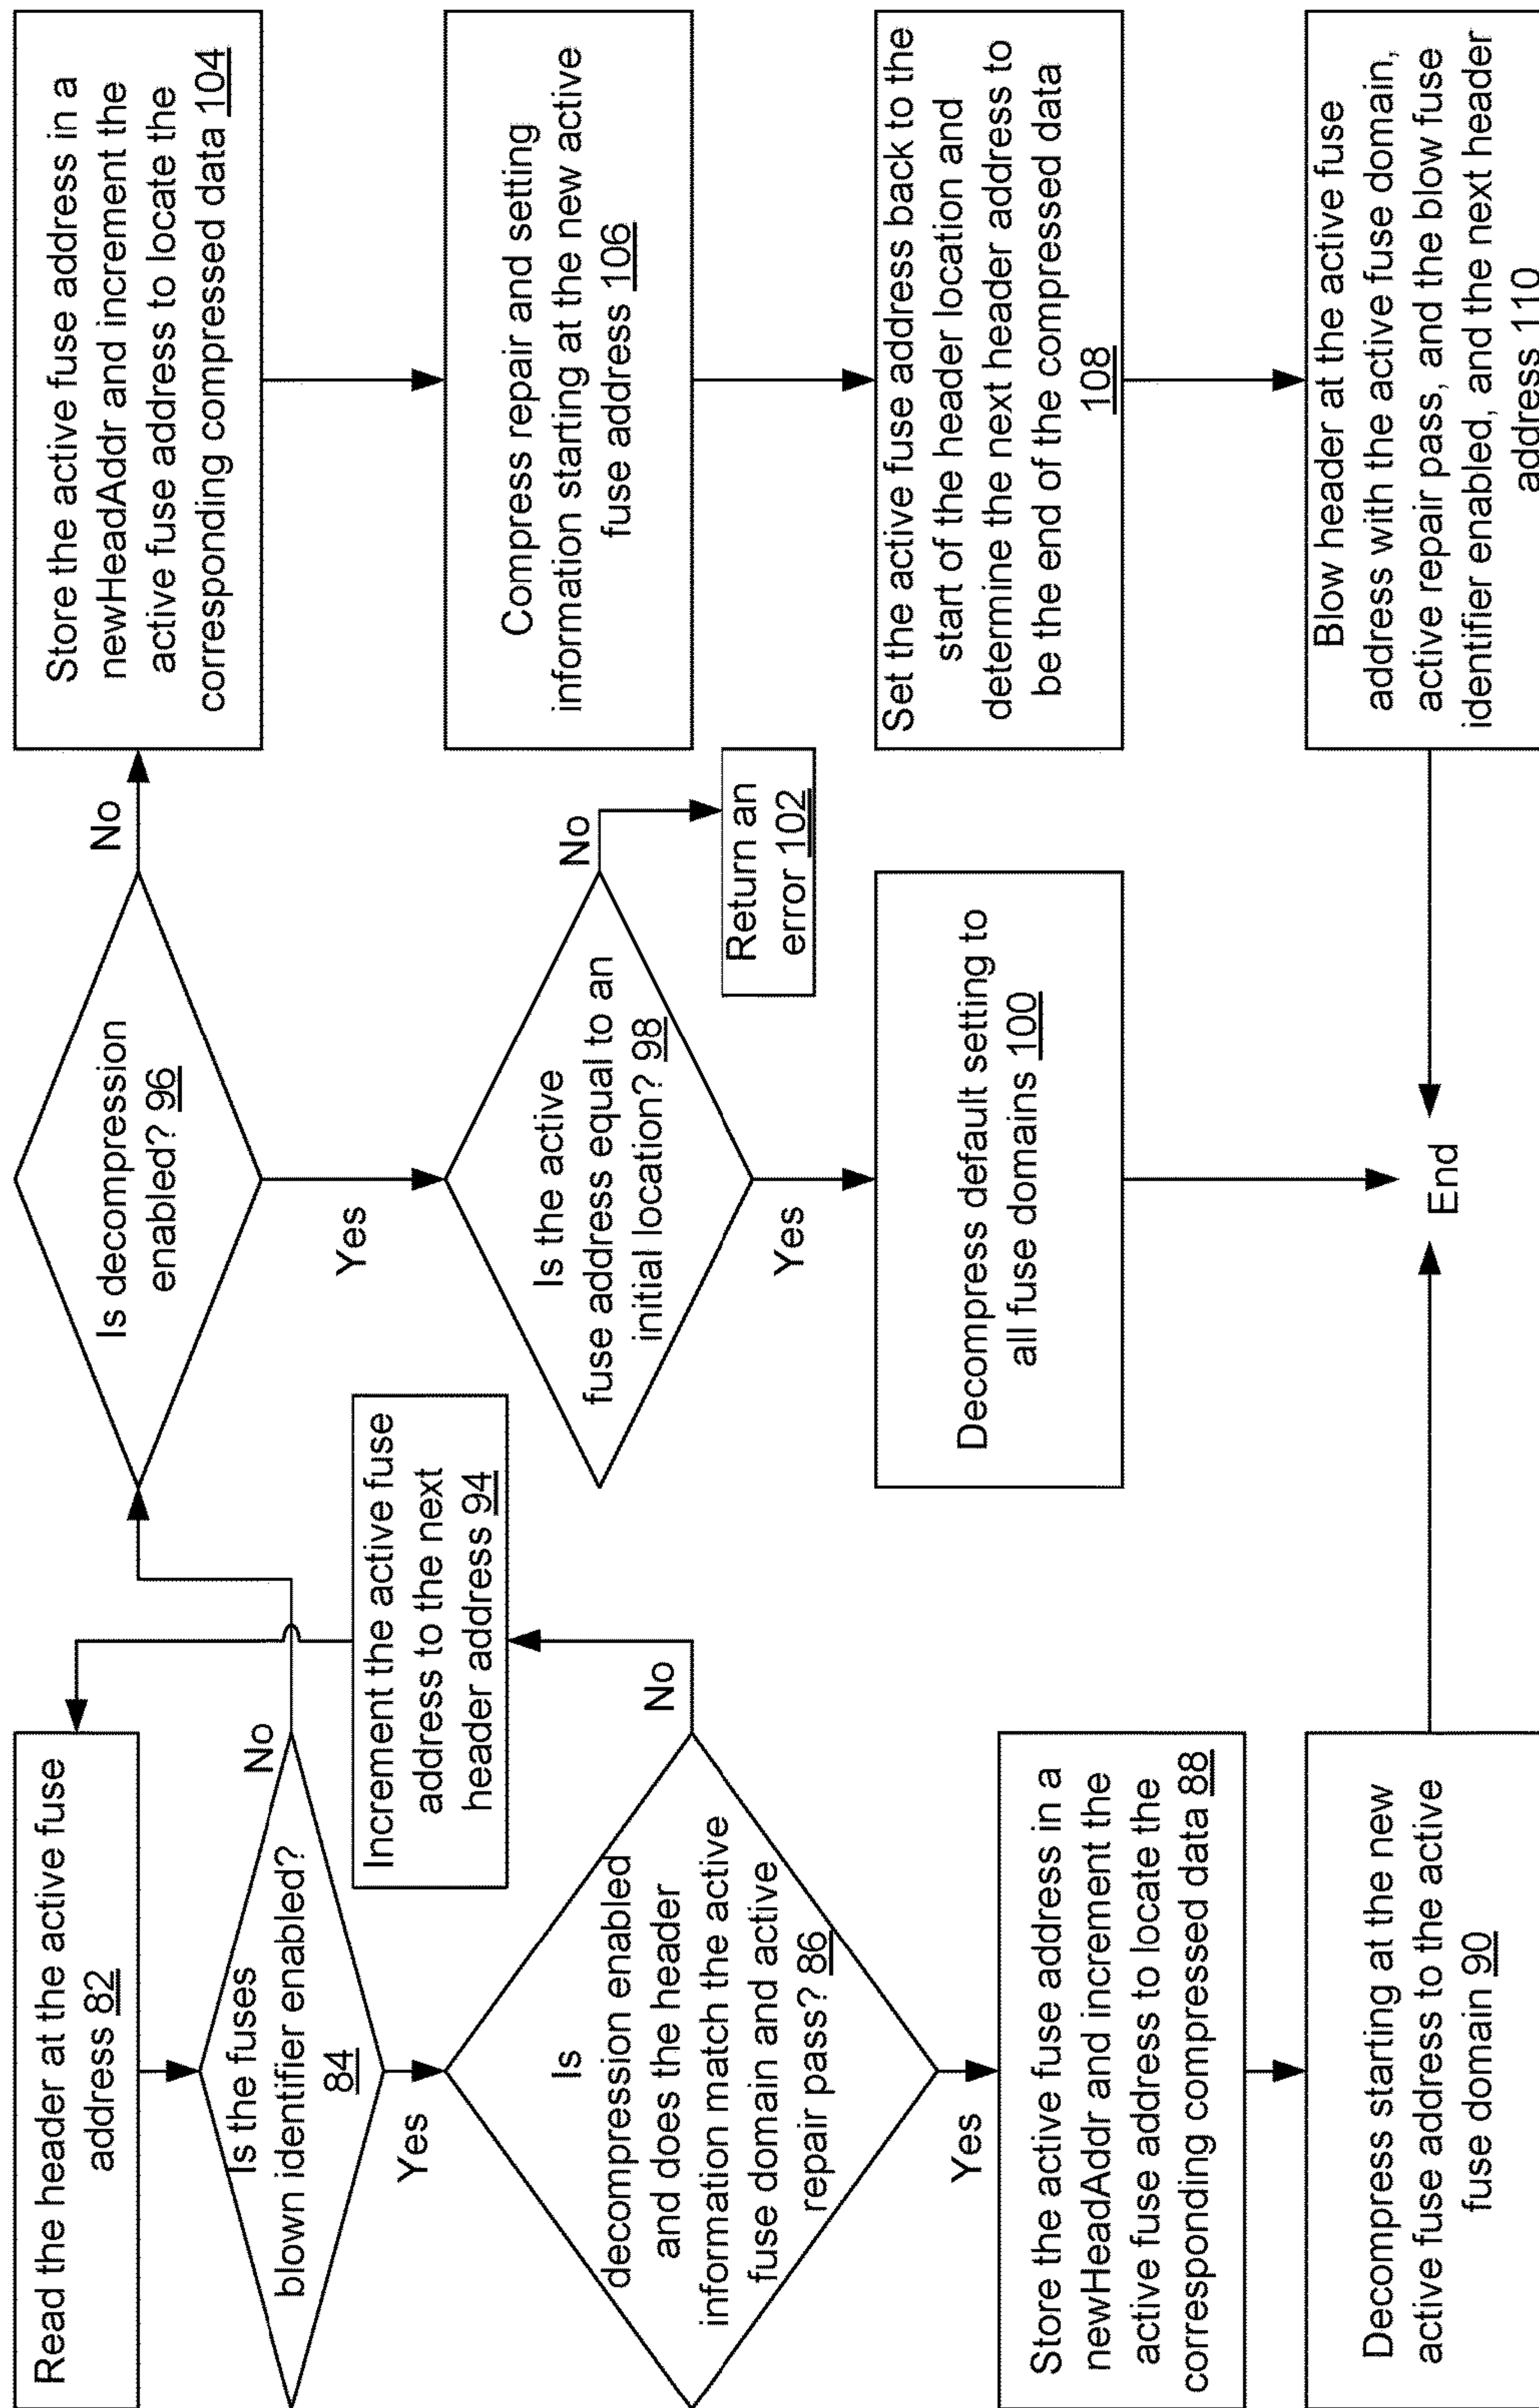 Read the header at the active fuse
address 82
Is the fuses
blown identifier enabled?
84
No
Yes
Is
decompression enabled
and does the header
information match the active
fuse domain and active
repair pass? 86
No
Yes
Increment the active fuse
address to the next
header address 94
Store the active fuse address in a
newHeadAddr and increment the
active fuse address to locate the
corresponding compressed data 88
Decompress starting at the new
active fuse address to the active
fuse domain 90
Is decompression
enabled? 96
No
Yes
Is the active
fuse address equal to an
initial location? 98
No
Yes
Return an
error 102
Decompress default setting to
all fuse domains 100
End
Store the active fuse address in a
newHeadAddr and increment the
active fuse address to locate the
corresponding compressed data 104
Compress repair and setting
information starting at the new active
fuse address 106
Set the active fuse address back to the
start of the header location and
determine the next header address to
be the end of the compressed data
108
Blow header at the active fuse
address with the active fuse domain,
active repair pass, and the blow fuse
identifier enabled, and the next header
address 110